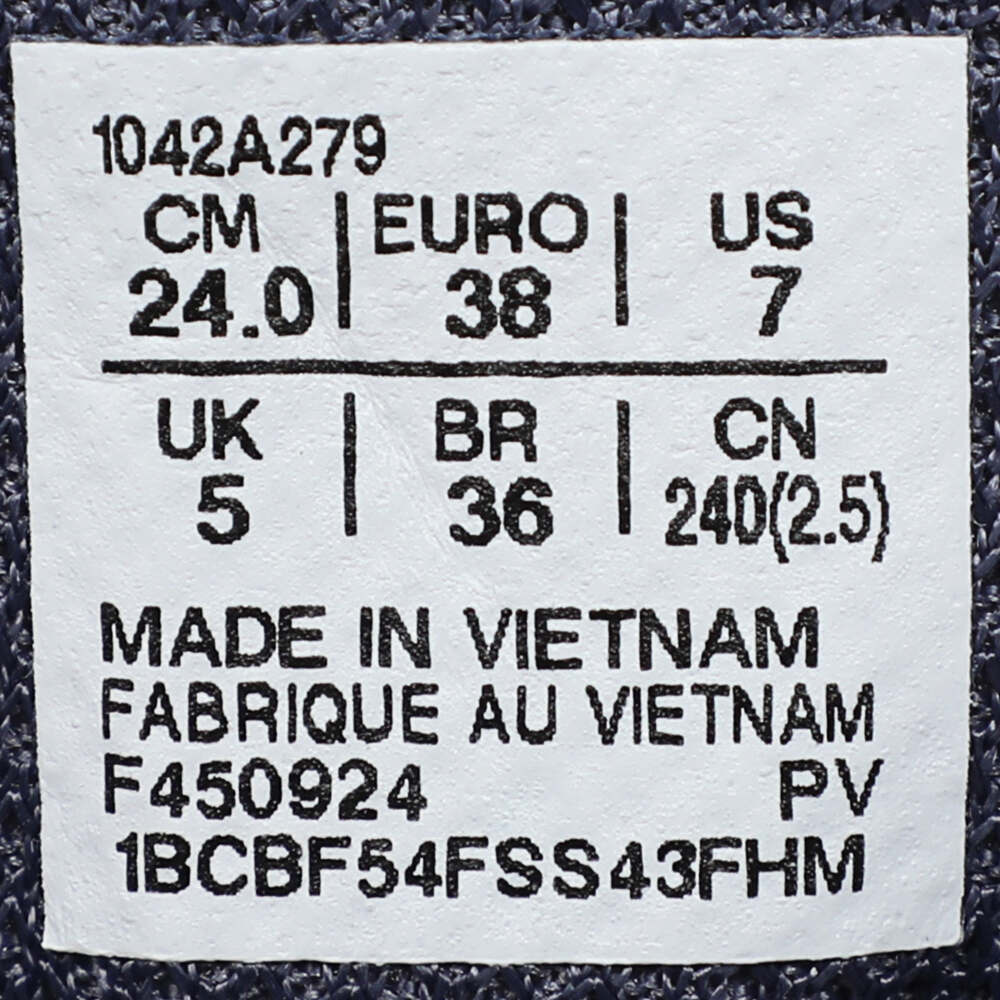 1042A279
CM | EURO | US
24.0 | 38 | 7
UK | BR | CN
5 | 36 | 240(2.5)
MADE IN VIETNAM
FABRIQUE AU VIETNAM
F450924 PV
1BCBF54FSS43FHM